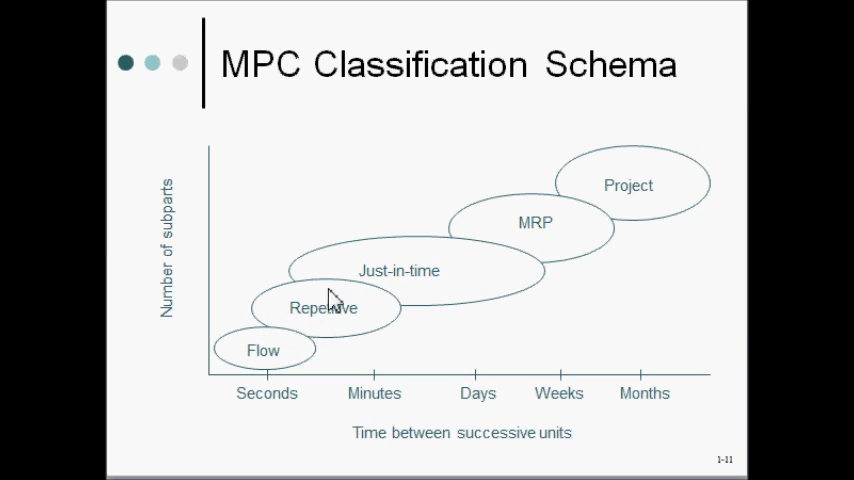 MPC Classification Schema
Number of subparts
Project
MRP
Just-in-time
Repetitive
Flow
Seconds
Minutes
Days
Weeks
Months
Time between successive units
1-11